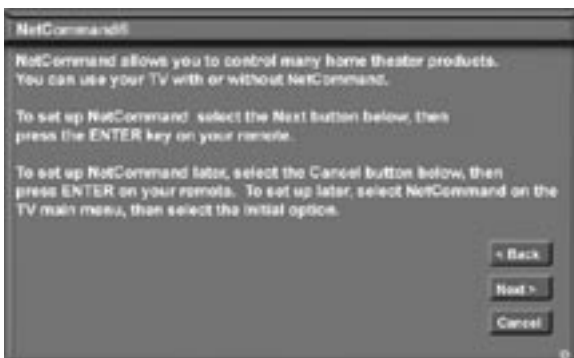 NetCommand®
NetCommand allows you to control many home theater products.
You can use your TV with or without NetCommand.
To set up NetCommand select the Next button below, then
press the ENTER key on your remote.
To set up NetCommand later, select the Cancel button below, then
press ENTER on your remote. To set up later, select NetCommand on the
TV main menu, then select the Initial option.
< Back
Next >
Cancel